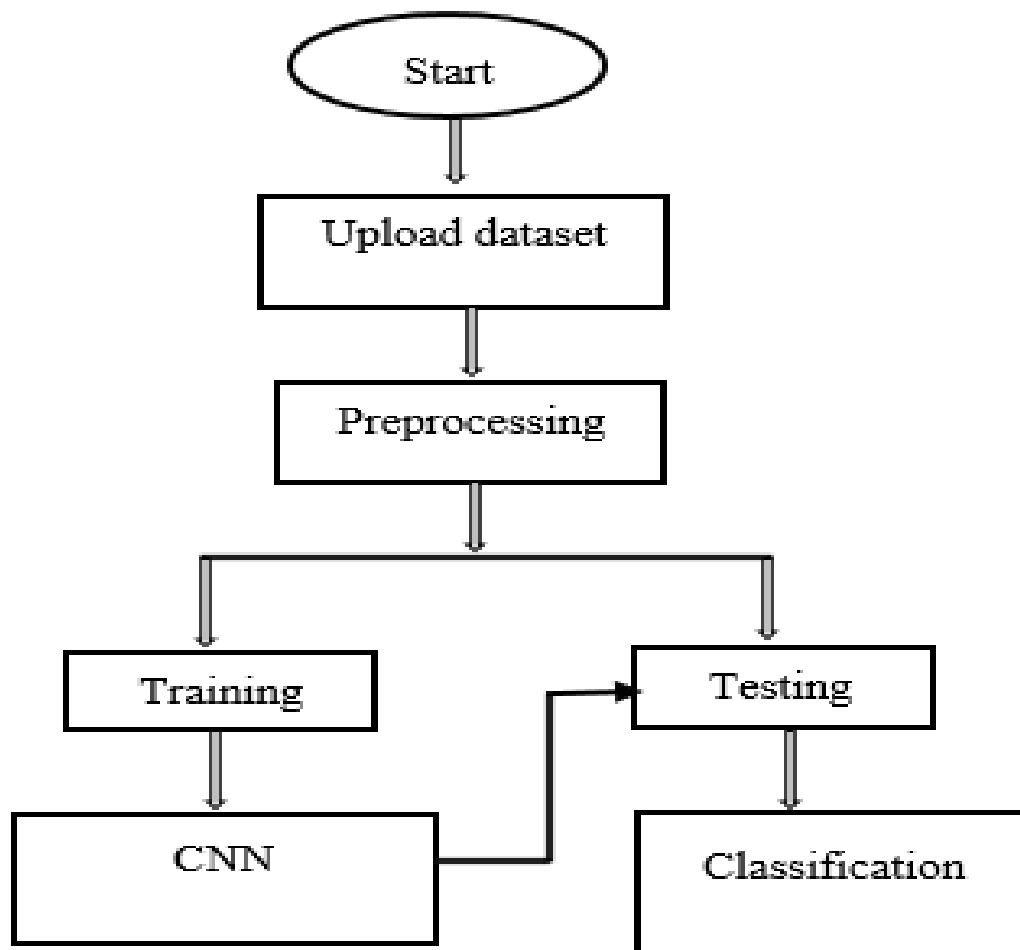 Start
Upload dataset
Preprocessing
Training
Testing
CNN
Classification